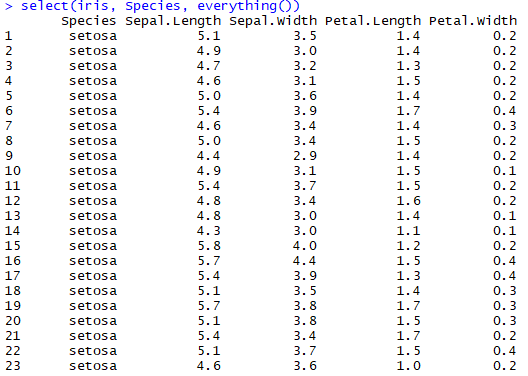 > select(iris, Species, everything())
Species Sepal.Length Sepal.Width Petal.Length Petal.Width
1 setosa 5.1 3.5 1.4 0.2
2 setosa 4.9 3.0 1.4 0.2
3 setosa 4.7 3.2 1.3 0.2
4 setosa 4.6 3.1 1.5 0.2
5 setosa 5.0 3.6 1.4 0.2
6 setosa 5.4 3.9 1.7 0.4
7 setosa 4.6 3.4 1.4 0.3
8 setosa 5.0 3.4 1.5 0.2
9 setosa 4.4 2.9 1.4 0.2
10 setosa 4.9 3.1 1.5 0.1
11 setosa 5.4 3.7 1.5 0.2
12 setosa 4.8 3.4 1.6 0.2
13 setosa 4.8 3.0 1.4 0.1
14 setosa 4.3 3.0 1.1 0.1
15 setosa 5.8 4.0 1.2 0.2
16 setosa 5.7 4.4 1.5 0.4
17 setosa 5.4 3.9 1.3 0.4
18 setosa 5.1 3.5 1.4 0.3
19 setosa 5.7 3.8 1.7 0.3
20 setosa 5.1 3.8 1.5 0.3
21 setosa 5.4 3.4 1.7 0.2
22 setosa 5.1 3.7 1.5 0.4
23 setosa 4.6 3.6 1.0 0.2